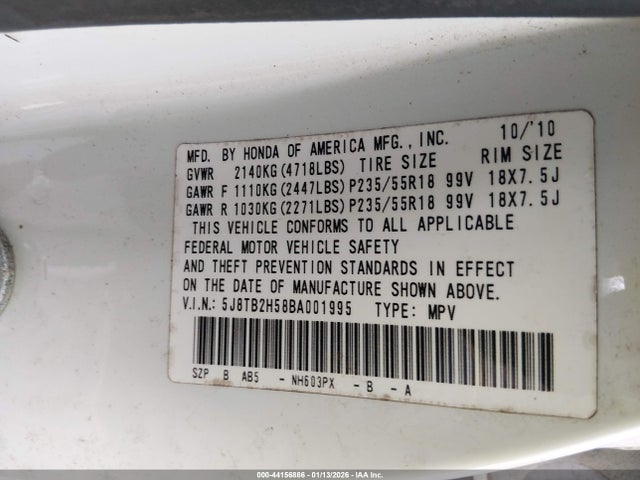 MFD. BY HONDA OF AMERICA MFG., INC. 10/'10
GVWR 2140KG(4718LBS) TIRE SIZE RIM SIZE
GAWR F 1110KG(2447LBS)P235/55R18 99V 18X7.5J
GAWR R 1030KG(2271LBS)P235/55R18 99V 18X7.5J
THIS VEHICLE CONFORMS TO ALL APPLICABLE
FEDERAL MOTOR VEHICLE SAFETY
AND THEFT PREVENTION STANDARDS IN EFFECT
ON THE DATE OF MANUFACTURE SHOWN ABOVE.
V.I.N.: 5J8TB2H58BA001995 TYPE: MPV
SZP B AB5 - NH603PX - B - A
000-44156886 - 01/13/2026 - IAA Inc.